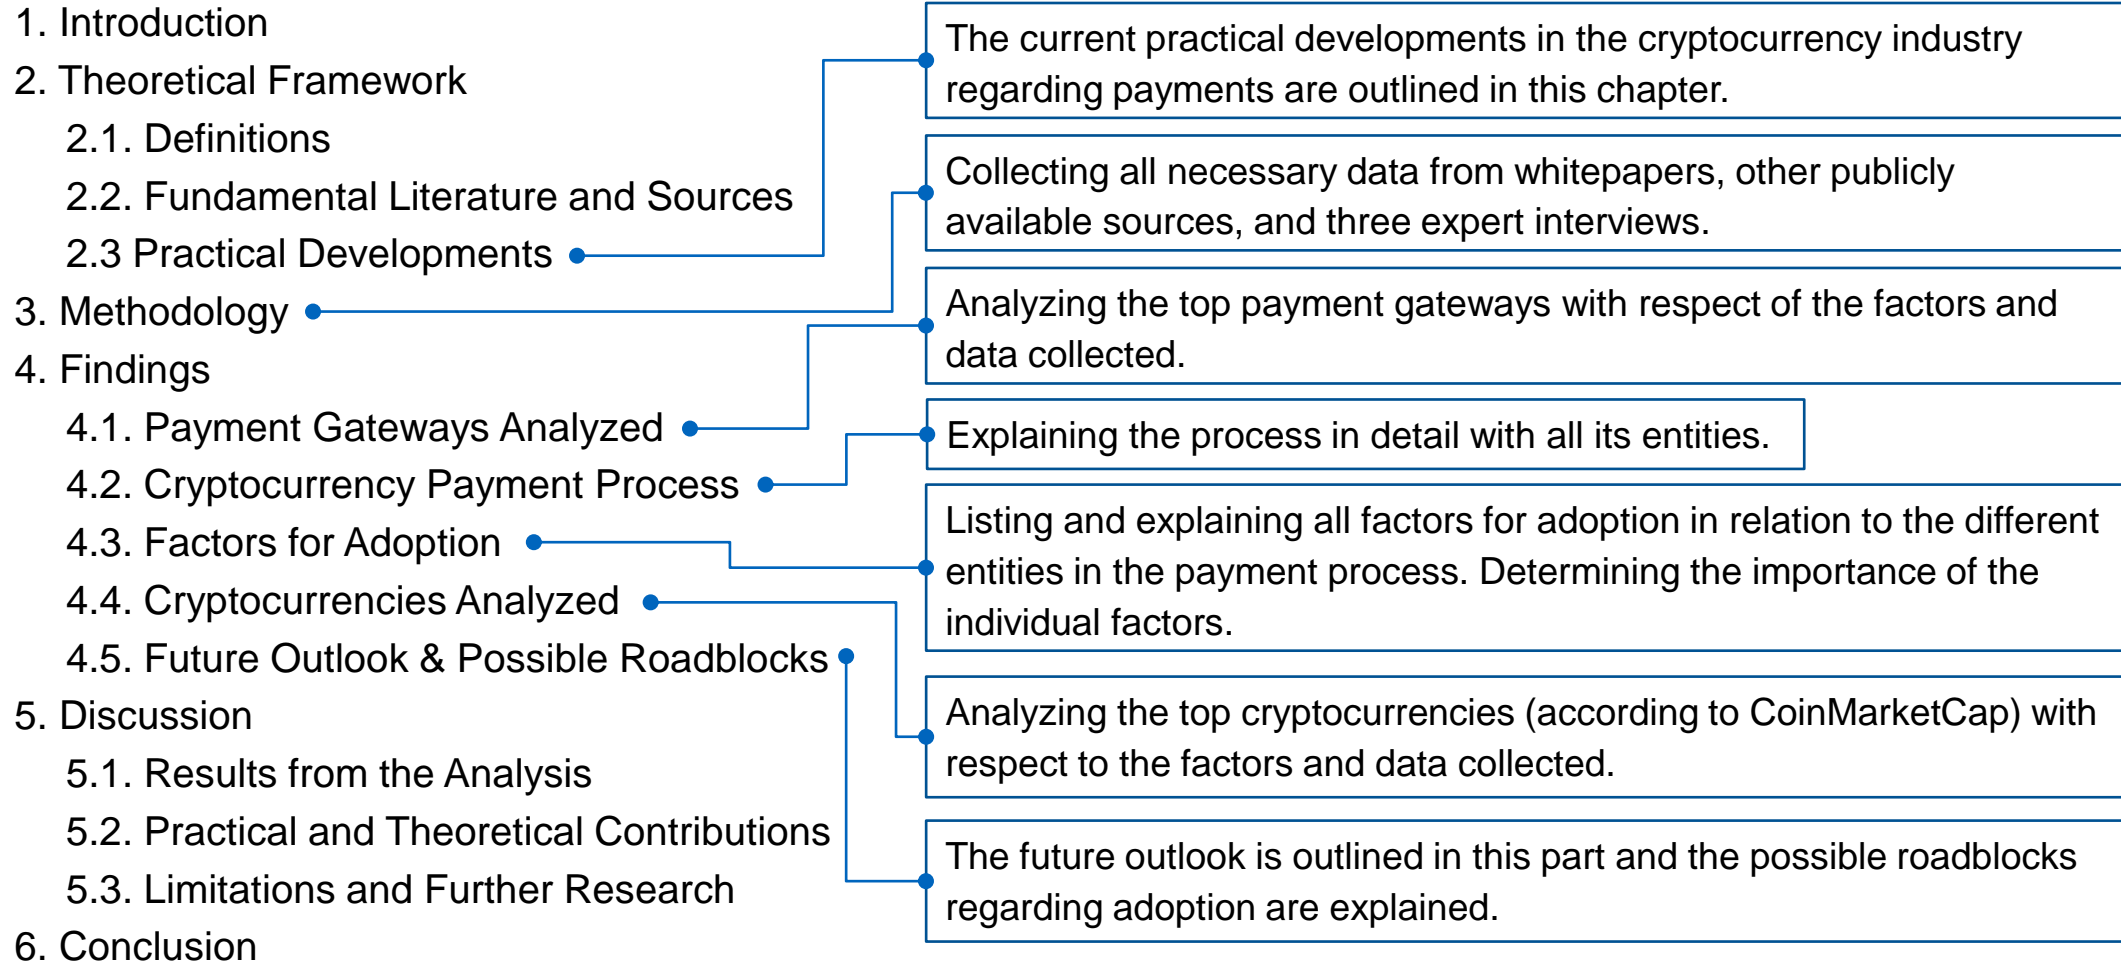 1. Introduction
2. Theoretical Framework
2.1. Definitions
2.2. Fundamental Literature and Sources
2.3 Practical Developments
3. Methodology
4. Findings
4.1. Payment Gateways Analyzed
4.2. Cryptocurrency Payment Process
4.3. Factors for Adoption
4.4. Cryptocurrencies Analyzed
4.5. Future Outlook & Possible Roadblocks
5. Discussion
5.1. Results from the Analysis
5.2. Practical and Theoretical Contributions
5.3. Limitations and Further Research
6. Conclusion
The current practical developments in the cryptocurrency industry
regarding payments are outlined in this chapter.
Collecting all necessary data from whitepapers, other publicly
available sources, and three expert interviews.
Analyzing the top payment gateways with respect of the factors and
data collected.
Explaining the process in detail with all its entities.
Listing and explaining all factors for adoption in relation to the different
entities in the payment process. Determining the importance of the
individual factors.
Analyzing the top cryptocurrencies (according to CoinMarketCap) with
respect to the factors and data collected.
The future outlook is outlined in this part and the possible roadblocks
regarding adoption are explained.